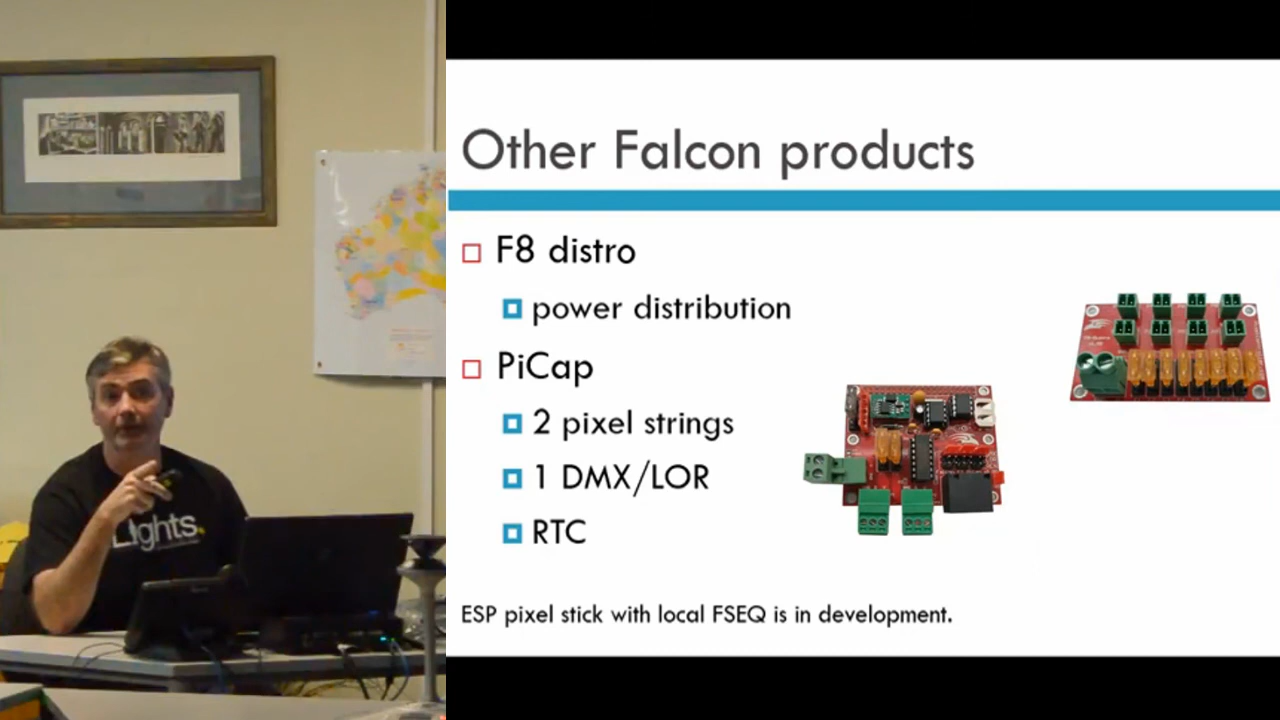 Other Falcon products
F8 distro
power distribution
PiCap
2 pixel strings
1 DMX/LOR
RTC
ESP pixel stick with local FSEQ is in development.
Lights.